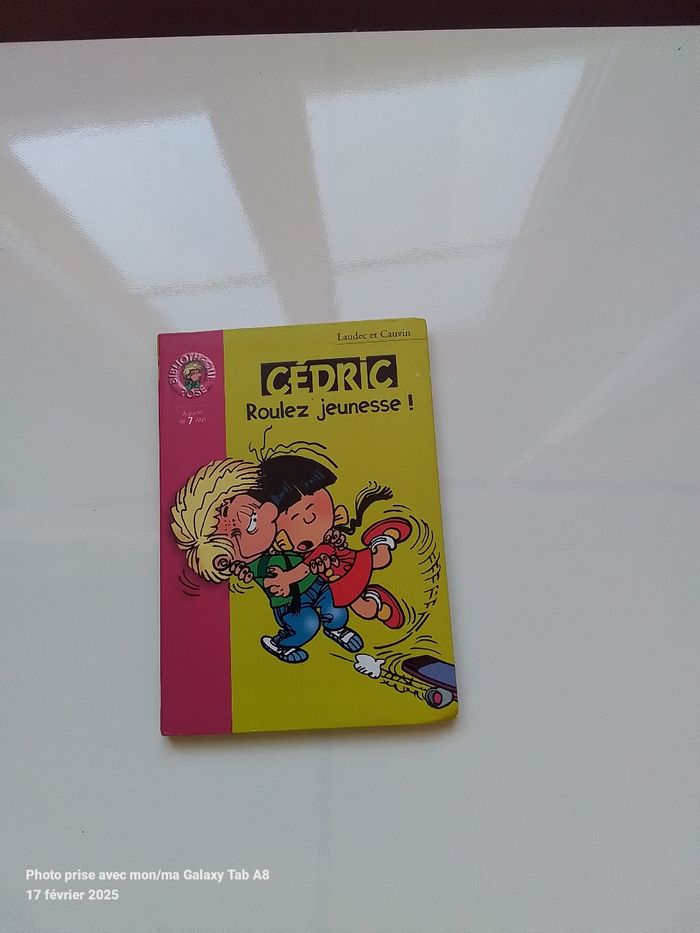 Laudec et Cauvin
BIBLIOTHÈQUE
ROSE
CÉDRIC
À partir
de 7 ANS
Roulez jeunesse !
Photo prise avec mon/ma Galaxy Tab A8
17 février 2025